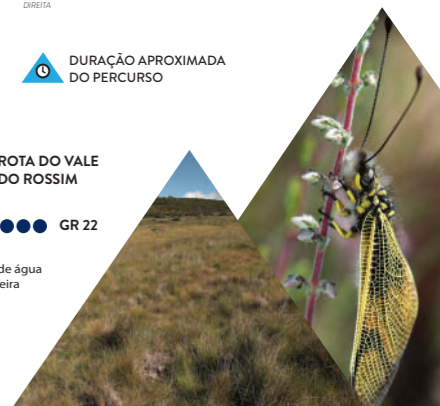 DIREITA
DURAÇÃO APROXIMADA
DO PERCURSO
ROTA DO VALE
DO ROSSIM
GR 22
de água
eira